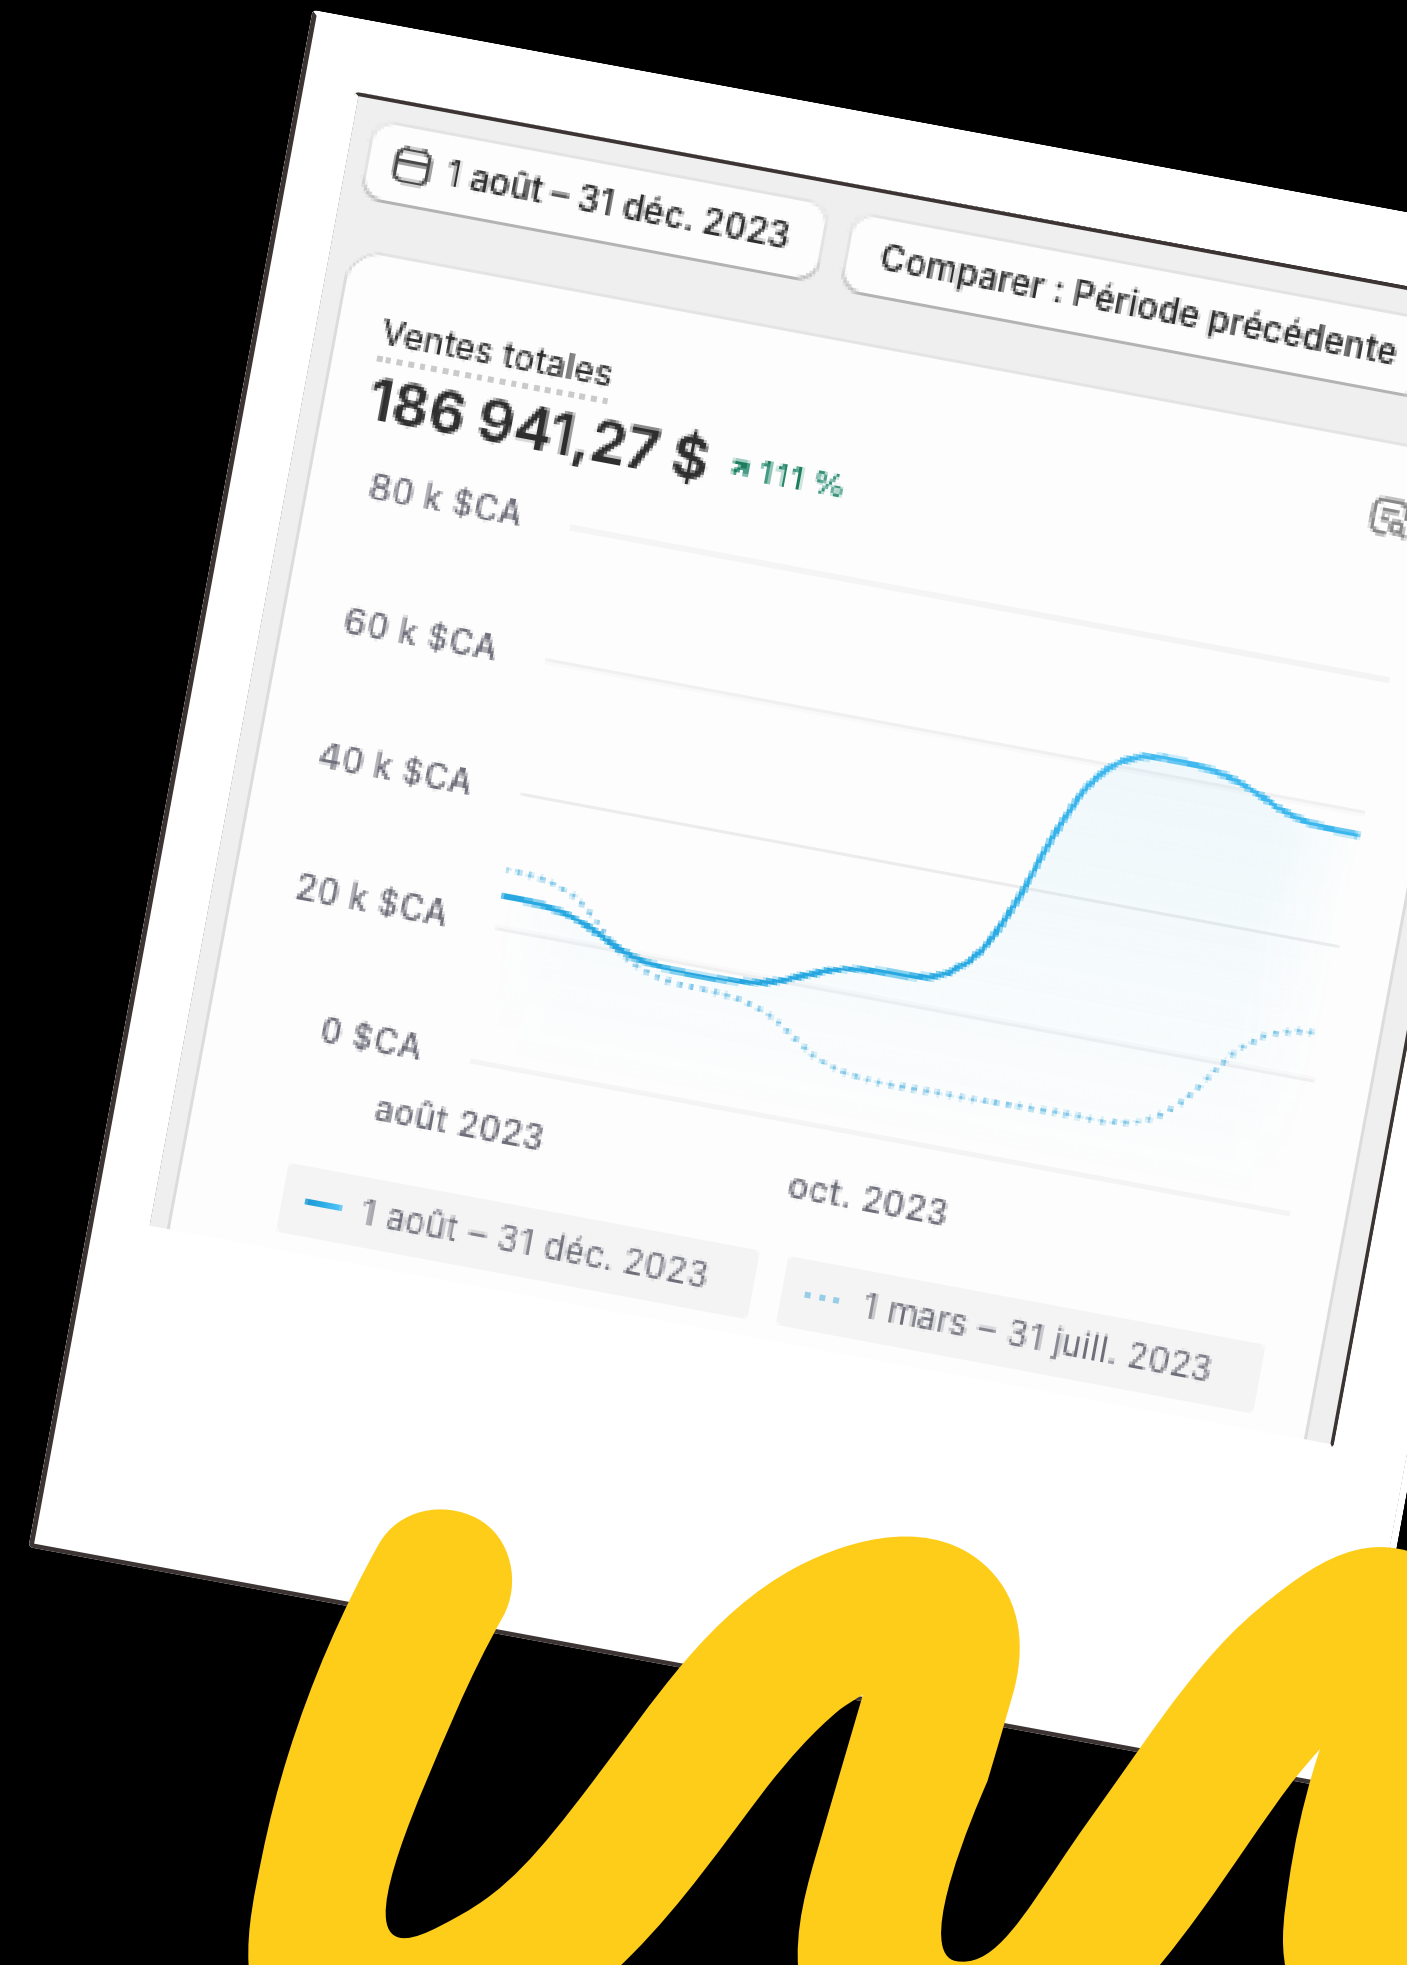 1 août – 31 déc. 2023
Comparer : Période précédente
Ventes totales
186 941,27 $ 111 %
80 k $CA
60 k $CA
40 k $CA
20 k $CA
0 $CA
août 2023
oct. 2023
1 août – 31 déc. 2023
1 mars – 31 juill. 2023